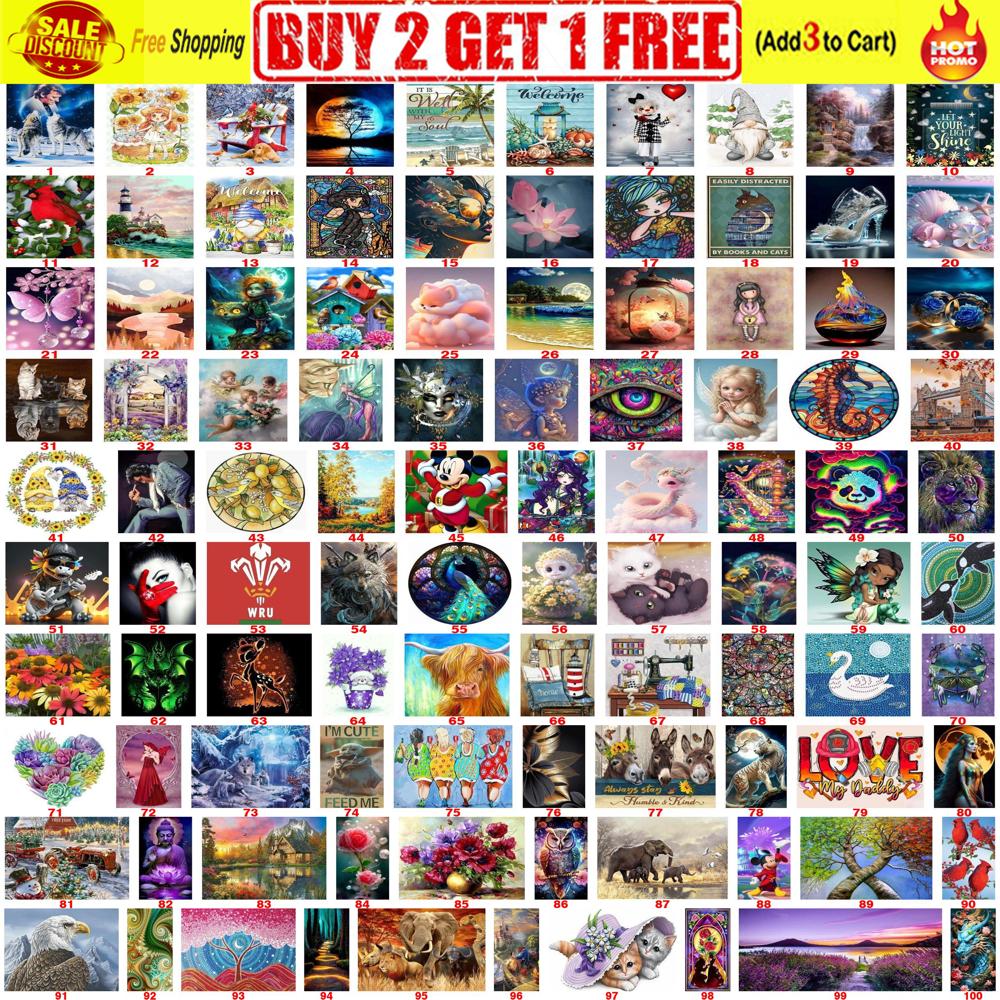 SALE
DISCOUNT
Free Shopping
BUY 2 GET 1 FREE
(Add 3 to Cart)
HOT
PROMO
IT IS
Well
WITH
MY
Soul
Welcome
LET
YOUR
LIGHT
Shine
1 2 3 4 5 6 7 8 9 10
Welcome
EASILY DISTRACTED
BY BOOKS AND CATS
11 12 13 14 15 16 17 18 19 20
21 22 23 24 25 26 27 28 29 30
31 32 33 34 35 36 37 38 39 40
41 42 43 44 45 46 47 48 49 50
WRU
51 52 53 54 55 56 57 58 59 60
home
61 62 63 64 65 66 67 68 69 70
I'M CUTE
FEED ME
Always stay
Humble & Kind
LOVE
My Daddy
71 72 73 74 75 76 77 78 79 80
81 82 83 84 85 86 87 88 89 90
91 92 93 94 95 96 97 98 99 100